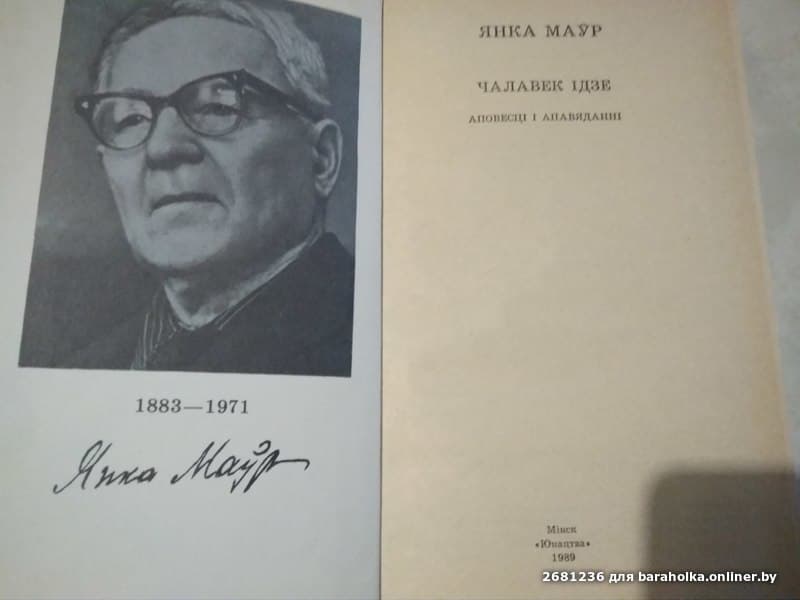 1883—1971
Янка Маўр
ЯНКА МАЎР
ЧАЛАВЕК ІДЗЕ
АПОВЕСЦІ І АПАВЯДАННІ
Мінск
«Юнацтва»
1989
2681236 для baraholka.onliner.by